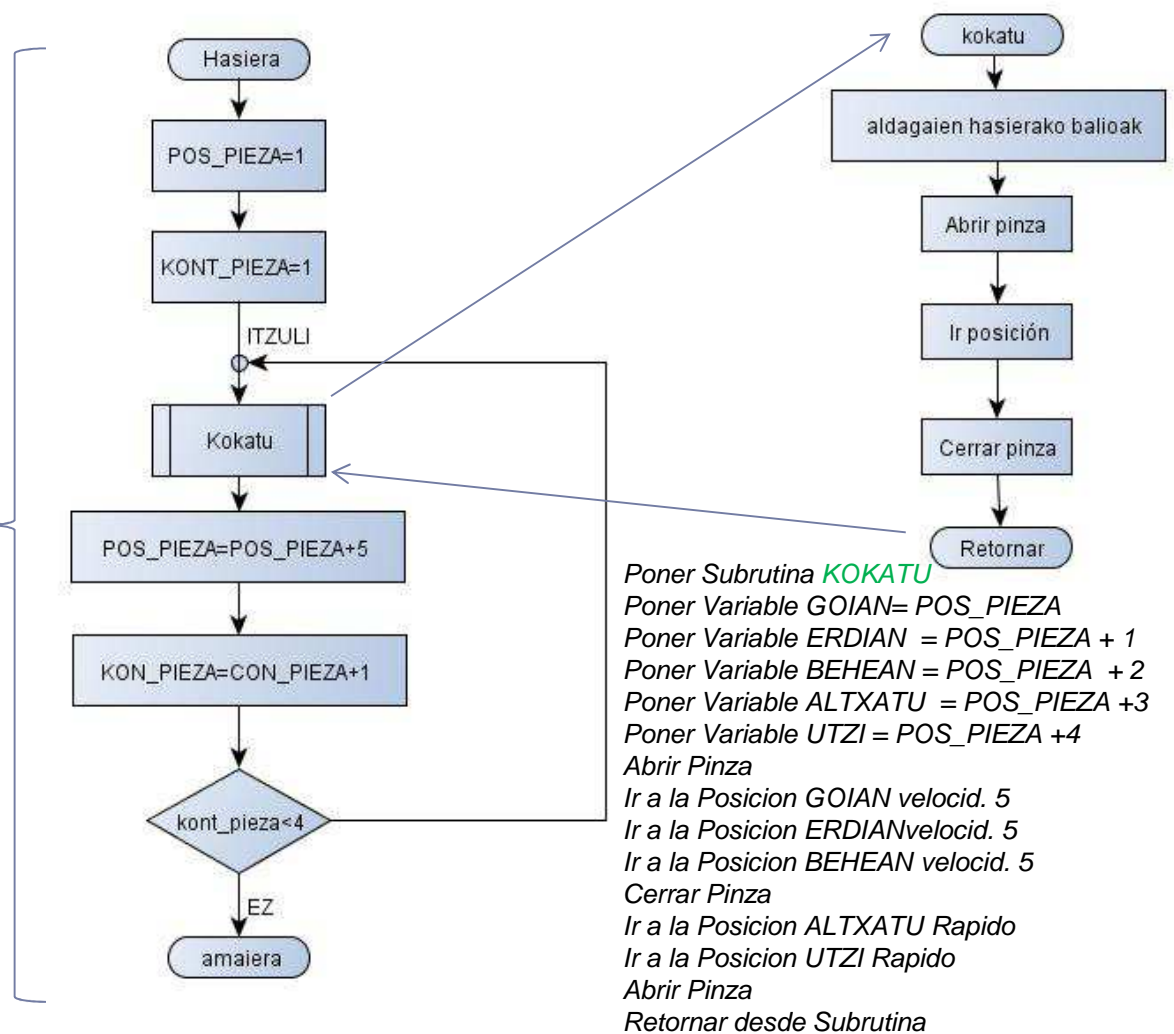 Hasiera
POS_PIEZA=1
KONT_PIEZA=1
ITZULI
Kokatu
POS_PIEZA=POS_PIEZA+5
KON_PIEZA=CON_PIEZA+1
kont_pieza<4
EZ
amaiera
kokatu
aldagaien hasierako balioak
Abrir pinza
Ir posición
Cerrar pinza
Retornar
Poner Subrutina KOKATU
Poner Variable GOIAN= POS_PIEZA
Poner Variable ERDIAN = POS_PIEZA + 1
Poner Variable BEHEAN = POS_PIEZA + 2
Poner Variable ALTXATU = POS_PIEZA +3
Poner Variable UTZI = POS_PIEZA +4
Abrir Pinza
Ir a la Posicion GOIAN velocid. 5
Ir a la Posicion ERDIANvelocid. 5
Ir a la Posicion BEHEAN velocid. 5
Cerrar Pinza
Ir a la Posicion ALTXATU Rapido
Ir a la Posicion UTZI Rapido
Abrir Pinza
Retornar desde Subrutina